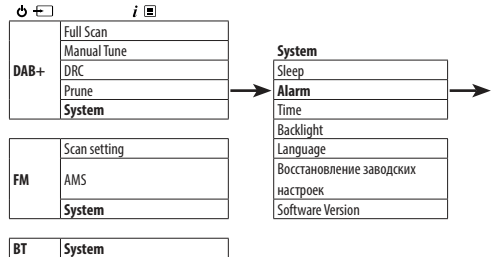 i
Full Scan
Manual Tune
DAB+ DRC
Prune
System
Scan setting
FM AMS
System
BT System
System
Sleep
Alarm
Time
Backlight
Language
Восстановление заводских
настроек
Software Version